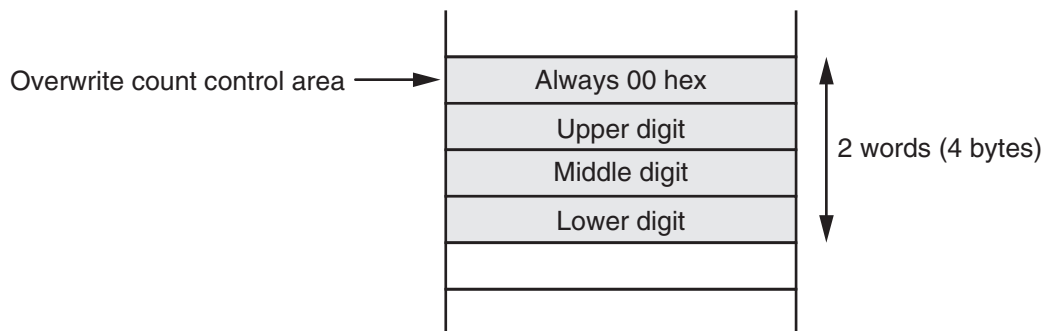 Overwrite count control area
Always 00 hex
Upper digit
Middle digit
Lower digit
2 words (4 bytes)